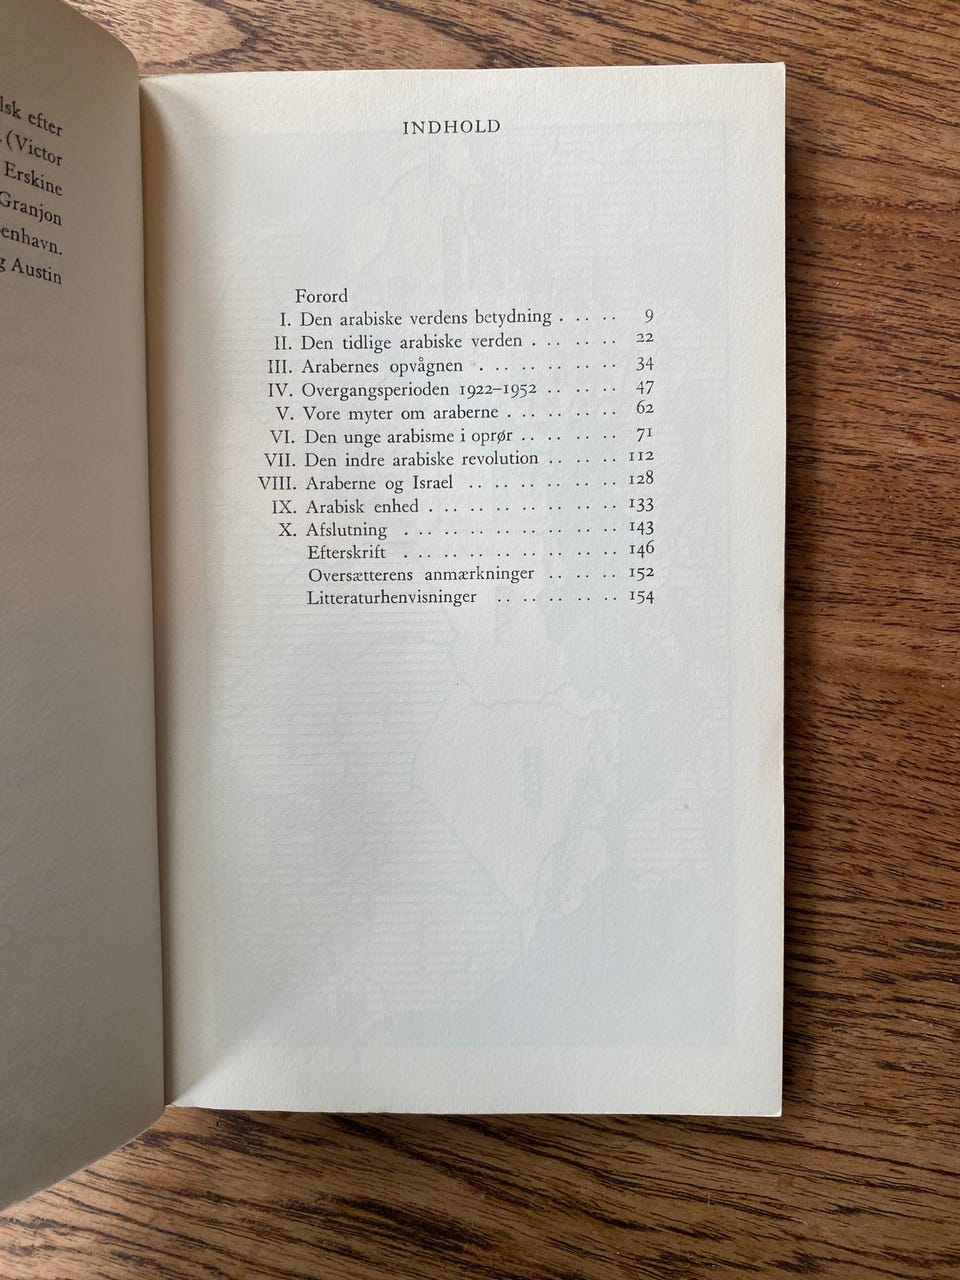 lsk efter
(Victor
Erskine
Granjon
enhavn.
g Austin
INDHOLD
Forord
I. Den arabiske verdens betydning . . . . . 9
II. Den tidlige arabiske verden . . . . . . . 22
III. Arabernes opvågnen . . . . . . . . . . 34
IV. Overgangsperioden 1922–1952 . . . . . . 47
V. Vore myter om araberne . . . . . . . . 62
VI. Den unge arabisme i oprør . . . . . . . 71
VII. Den indre arabiske revolution . . . . . . 112
VIII. Araberne og Israel . . . . . . . . . . 128
IX. Arabisk enhed . . . . . . . . . . . . 133
X. Afslutning . . . . . . . . . . . . . 143
Efterskrift . . . . . . . . . . . . . 146
Oversætterens anmærkninger . . . . . . 152
Litteraturhenvisninger . . . . . . . . 154